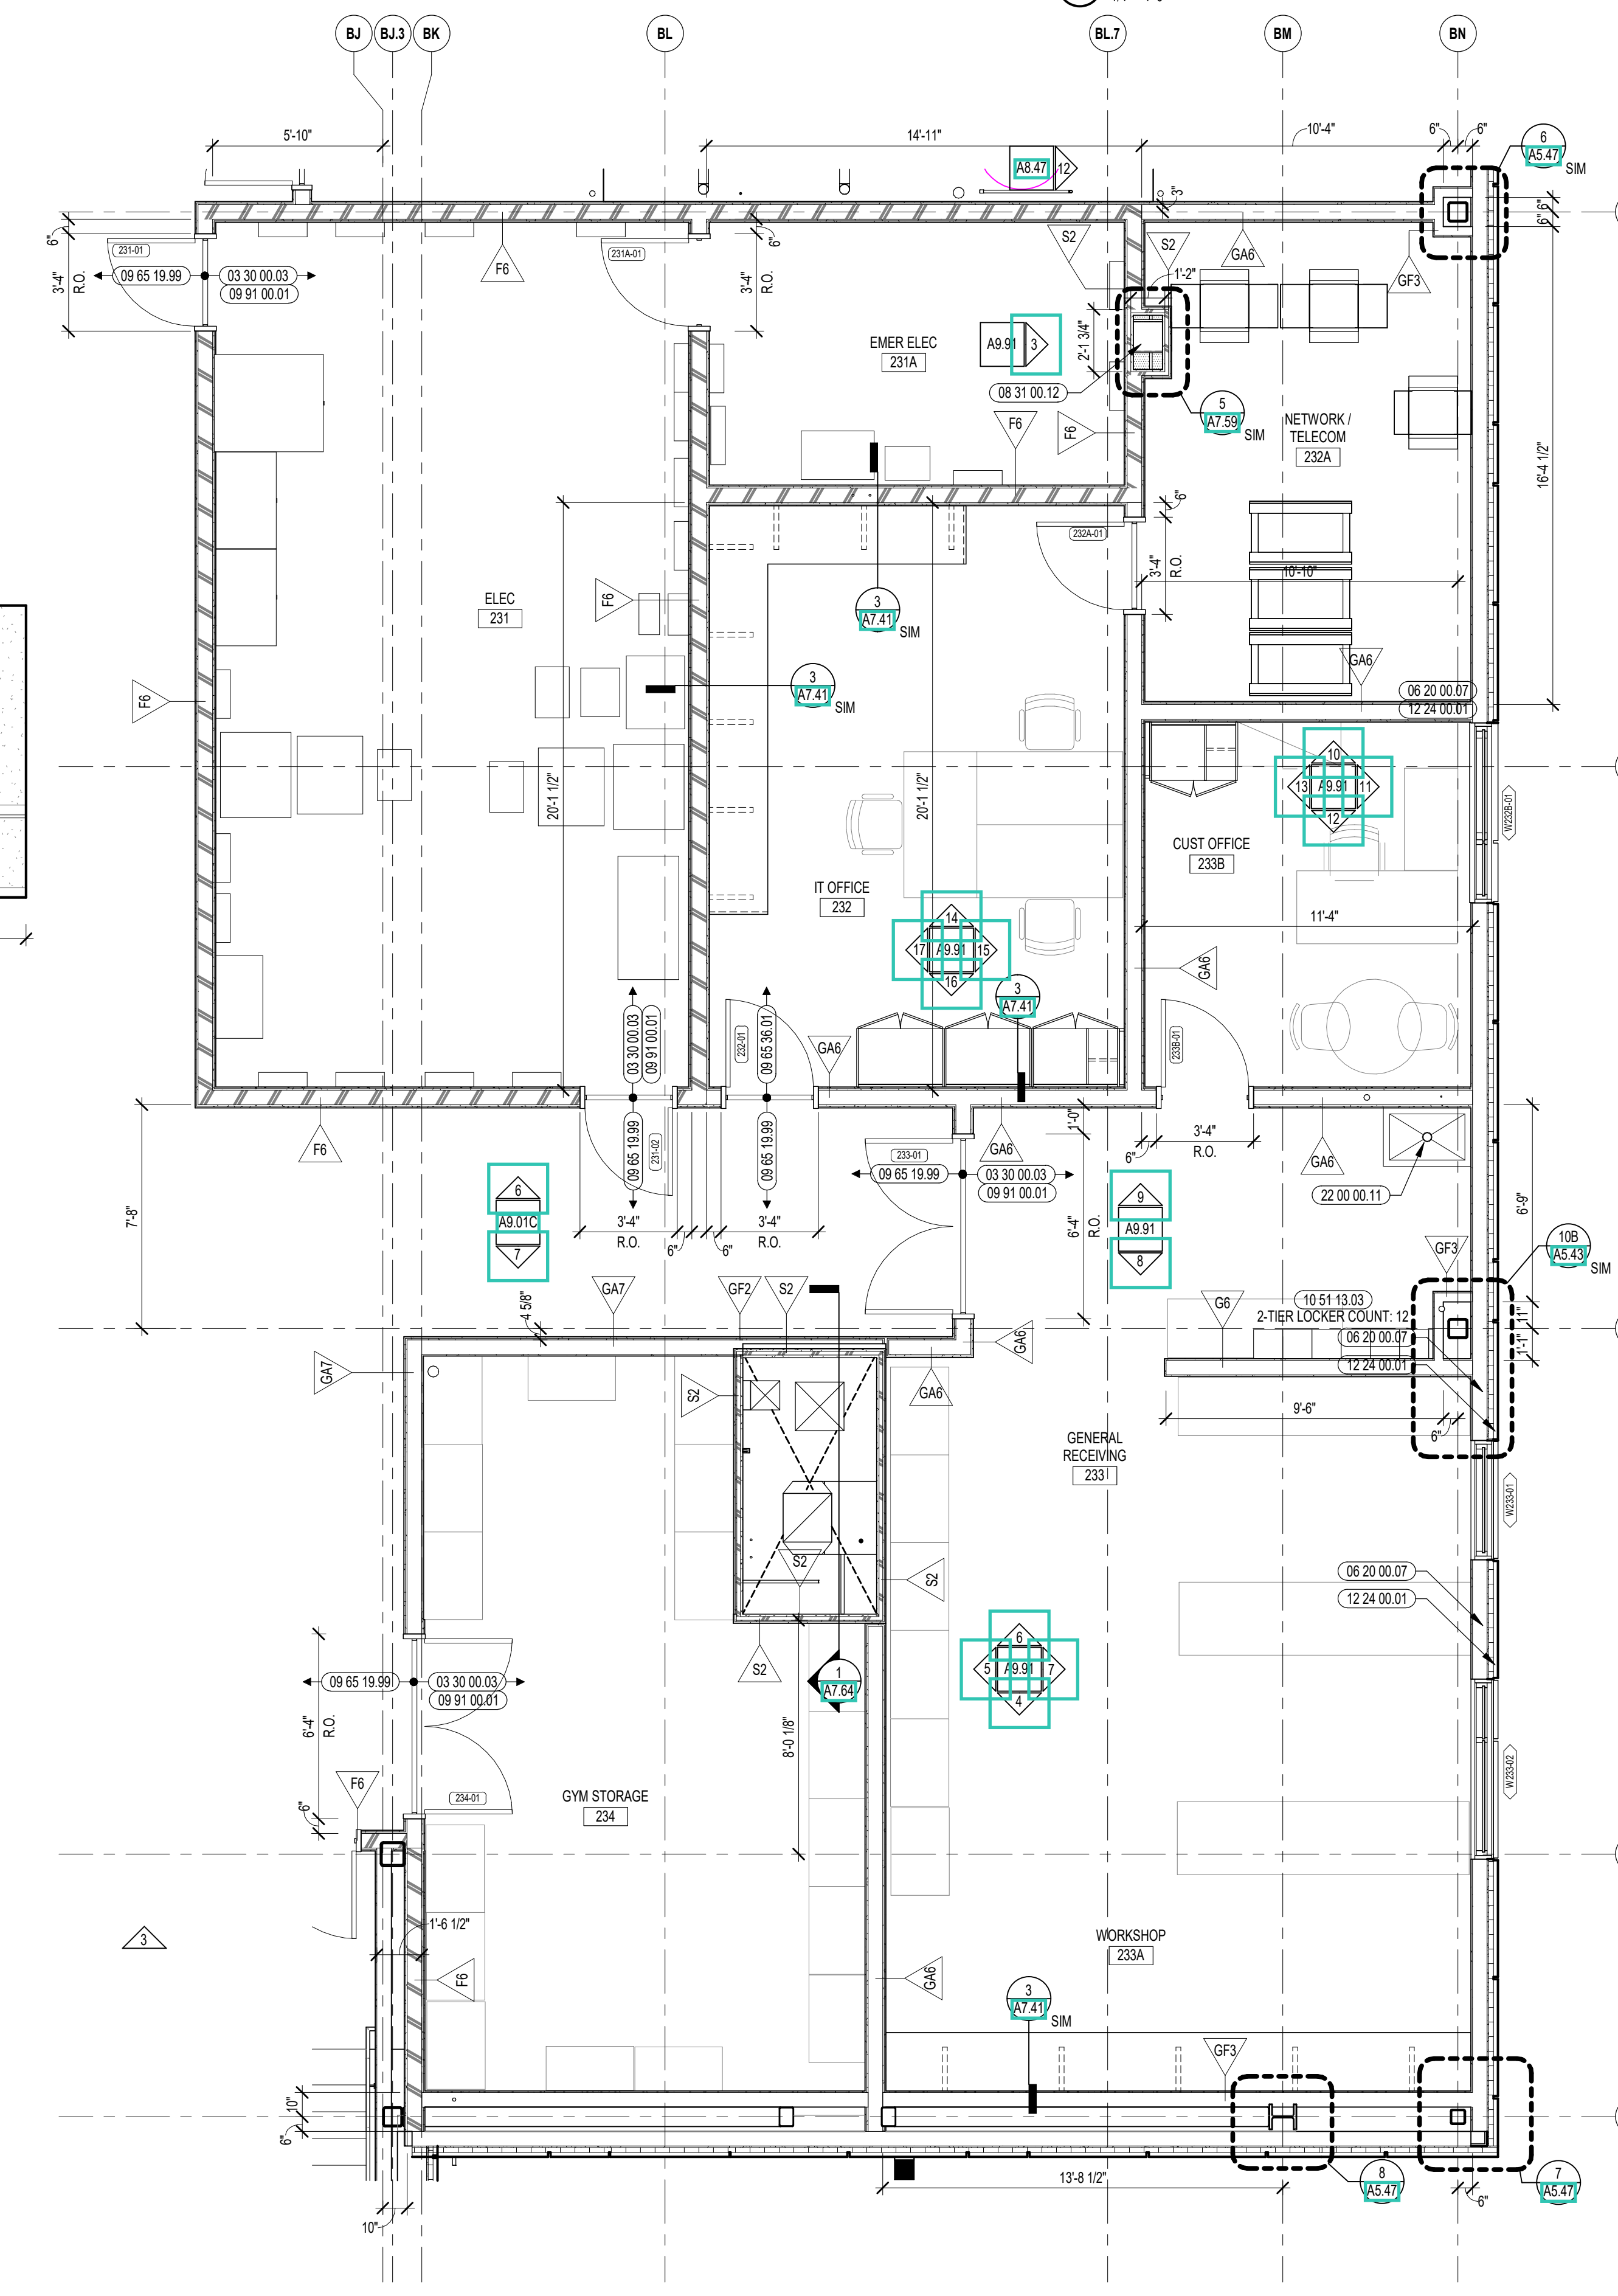 BJ
BJ.3
BK
BL
BL.7
BM
BN
5'-10"
14'-11"
10'-4"
6"
6"
6
A5.47
SIM
A8.47
12
3"
6"
6"
6"
3'-4"
R.O.
231-01
09 65 19.99
03 30 00.03
09 91 00.01
F6
231A-01
6"
3'-4"
R.O.
S2
S2
GA6
GF3
1'-2"
EMER ELEC
231A
A9.91
3
2'-1 3/4"
08 31 00.12
5
A7.59
SIM
F6
F6
NETWORK /
TELECOM
232A
16'-4 1/2"
6"
232A-01
3'-4"
R.O.
10'-10"
ELEC
231
F6
3
A7.41
SIM
3
A7.41
SIM
F6
GA6
06 20 00.07
12 24 00.01
20'-1 1/2"
20'-1 1/2"
10
13
A9.91
11
12
W232B-01
CUST OFFICE
233B
IT OFFICE
232
11'-4"
14
17
A9.91
15
16
GA6
3
A7.41
03 30 00.03
09 91 00.01
232-01
09 65 36.01
GA6
233B-01
F6
09 65 19.99
231-02
09 65 19.99
233-01
09 65 19.99
03 30 00.03
09 91 00.01
GA6
1'-0"
6"
3'-4"
R.O.
GA6
22 00 00.11
7'-8"
6
A9.01C
7
3'-4"
R.O.
6"
6"
3'-4"
R.O.
6'-4"
R.O.
9
A9.91
8
6'-9"
GF3
10B
A5.43
SIM
GA7
GF2
S2
4 5/8"
G6
10 51 13.03
2-TIER LOCKER COUNT: 12
06 20 00.07
12 24 00.01
11"
1'-1"
GA7
S2
GA6
GA6
9'-6"
6"
GENERAL
RECEIVING
233
W233-01
S2
S2
06 20 00.07
12 24 00.01
S2
6
5
A9.91
7
4
09 65 19.99
03 30 00.03
09 91 00.01
6'-4"
R.O.
1
A7.64
8'-0 1/8"
W233-02
F6
234-01
6"
GYM STORAGE
234
3
1'-6 1/2"
F6
GA6
WORKSHOP
233A
3
A7.41
SIM
GF3
10"
6"
13'-8 1/2"
8
A5.47
7
A5.47
6"
10"